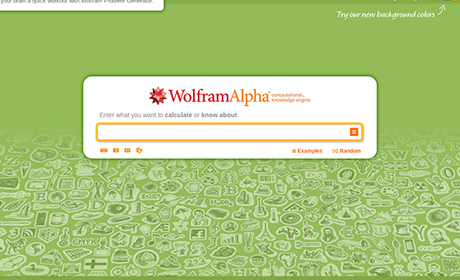 your brain a quick workout with Wolfram Problem Generator.
Try our new background colors
WolframAlpha computational knowledge engine
Enter what you want to calculate or know about:
Examples Random